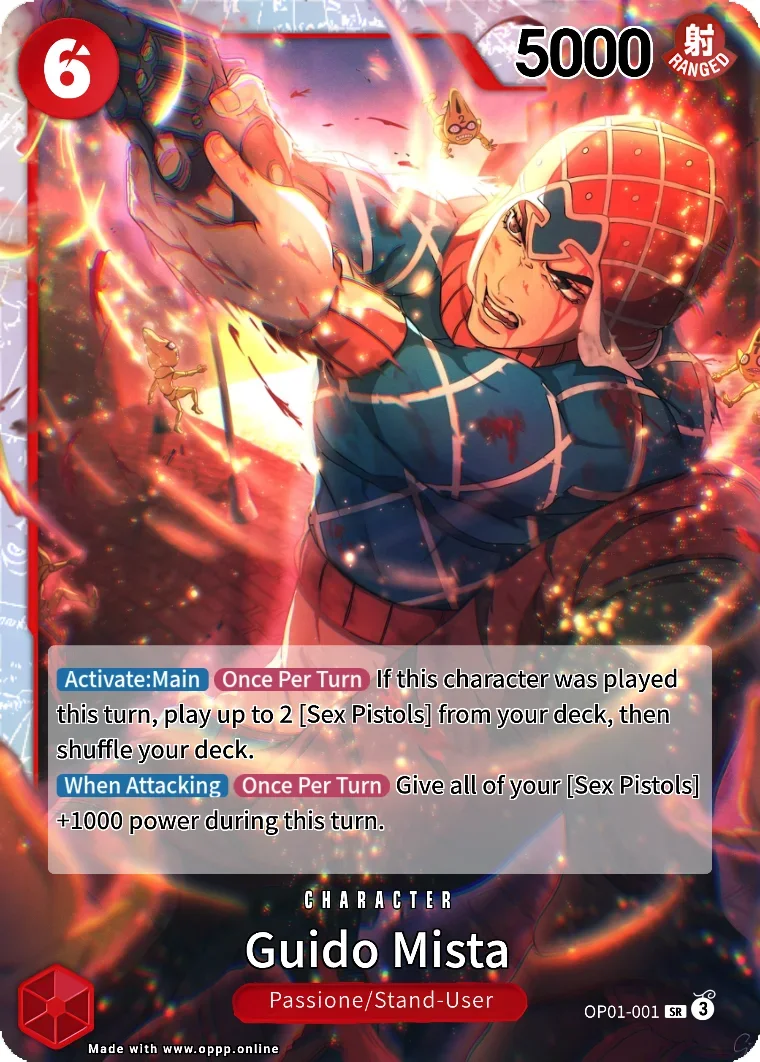 6
5000
射
RANGED
Activate:Main Once Per Turn If this character was played
this turn, play up to 2 [Sex Pistols] from your deck, then
shuffle your deck.
When Attacking Once Per Turn Give all of your [Sex Pistols]
+1000 power during this turn.
CHARACTER
Guido Mista
Passione/Stand-User
OP01-001 SR 3
Made with www.oppp.online